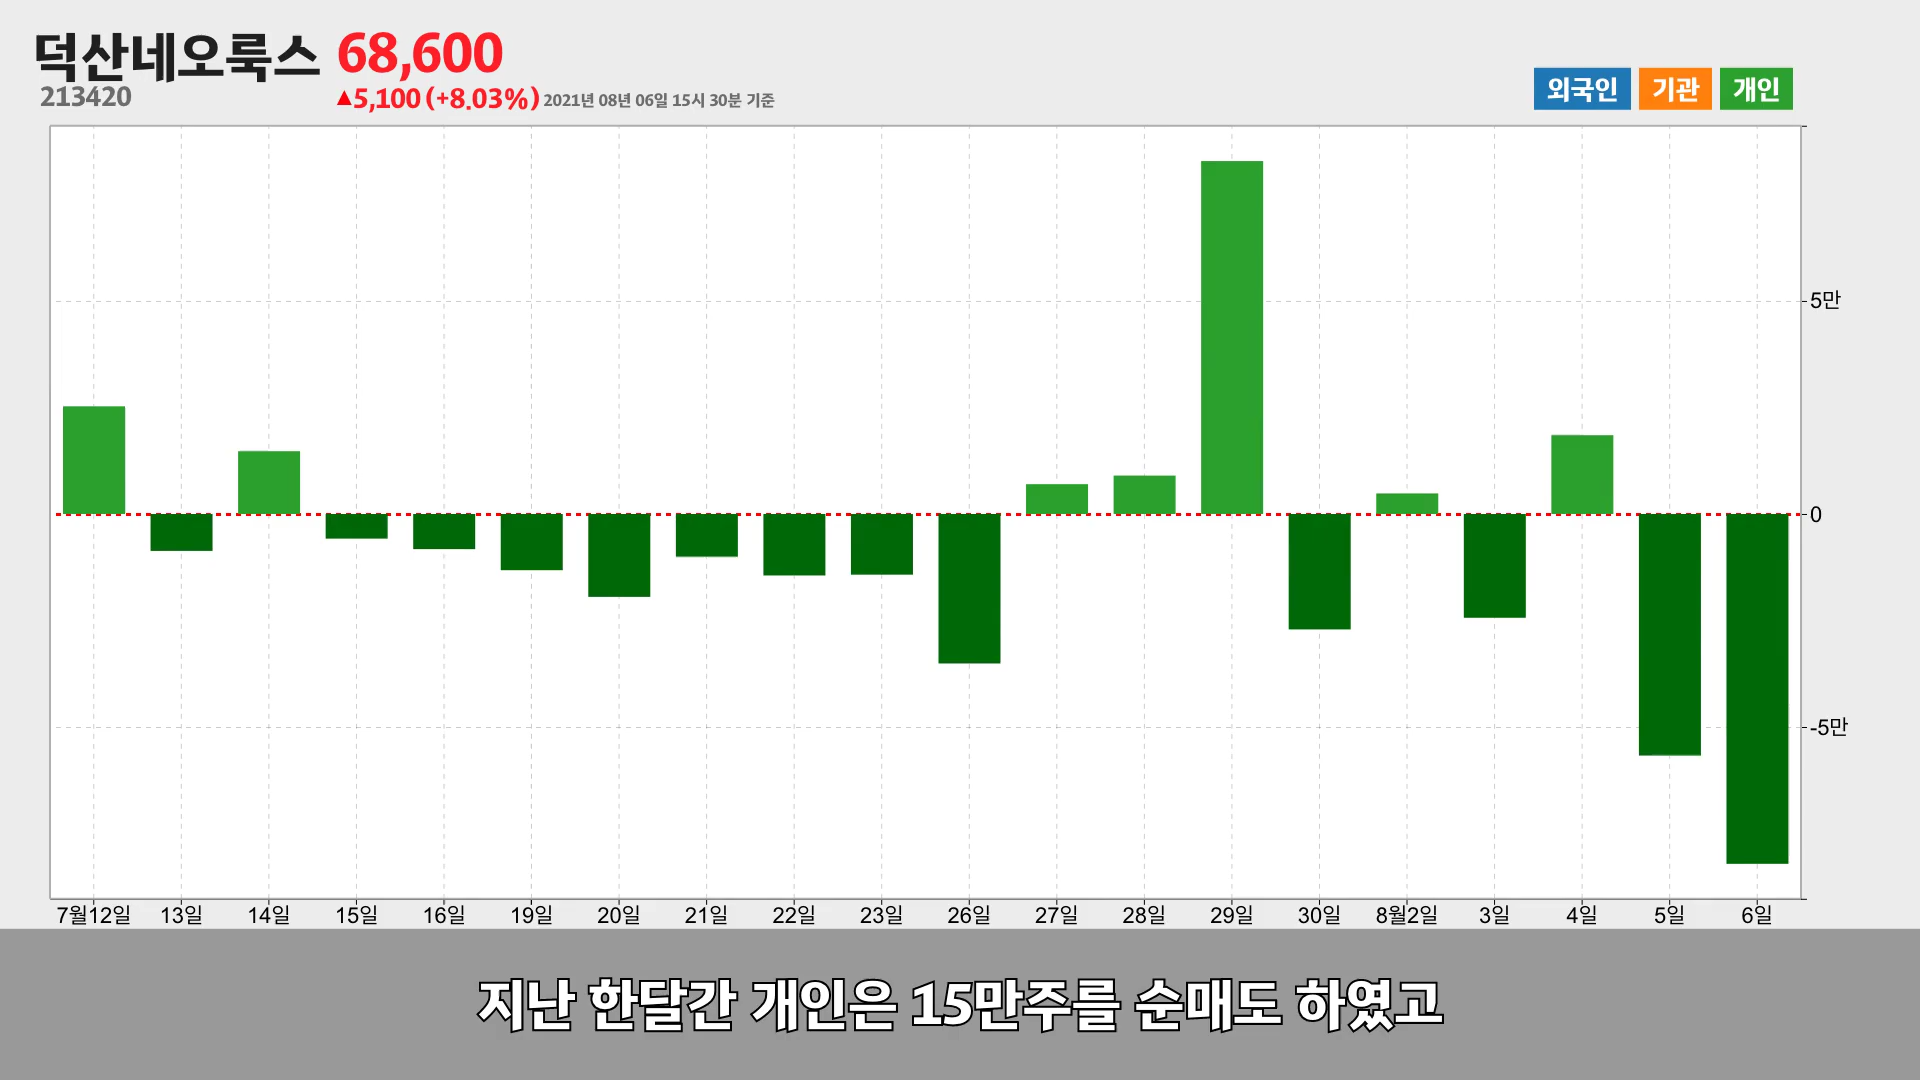 덕산네오룩스 68,600
213420 ▲5,100 (+8.03%) 2021년 08년 06일 15시 30분 기준
외국인 기관 개인
5만
0
-5만
7월12일 13일 14일 15일 16일 19일 20일 21일 22일 23일 26일 27일 28일 29일 30일 8월2일 3일 4일 5일 6일
지난 한달간 개인은 15만주를 순매도 하였고